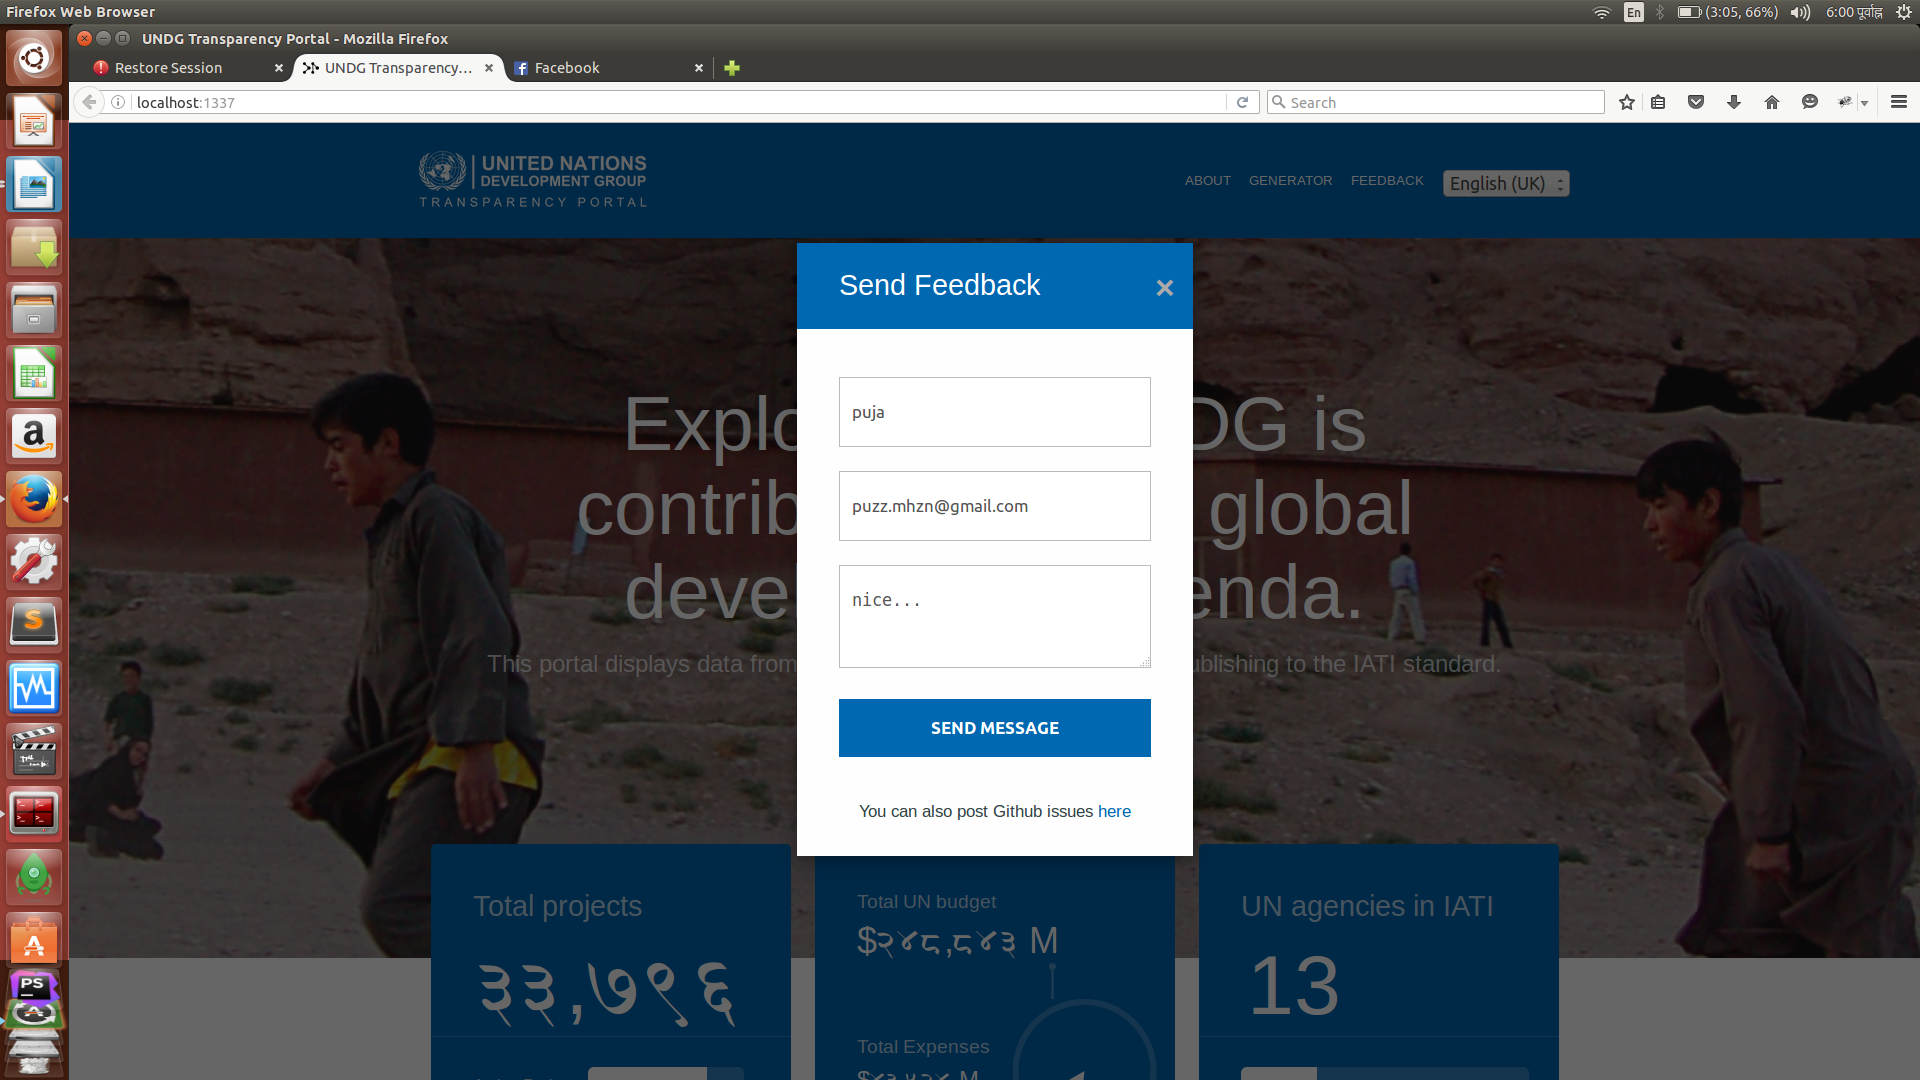 Firefox Web Browser
En
(3:05, 66%)
6:00 पूर्वाह्न
UNDG Transparency Portal - Mozilla Firefox
Restore Session
UNDG Transparency...
Facebook
localhost:1337
Search
UNITED NATIONS
DEVELOPMENT GROUP
TRANSPARENCY PORTAL
ABOUT
GENERATOR
FEEDBACK
English (UK)
Send Feedback
×
puja
puzz.mhzn@gmail.com
nice...
SEND MESSAGE
You can also post Github issues here
Explo DG is
contrib global
devel enda.
This portal displays data from ublishing to the IATI standard.
Total projects
३३,७९६
Total UN budget
$२४८,८४३ M
Total Expenses
UN agencies in IATI
13